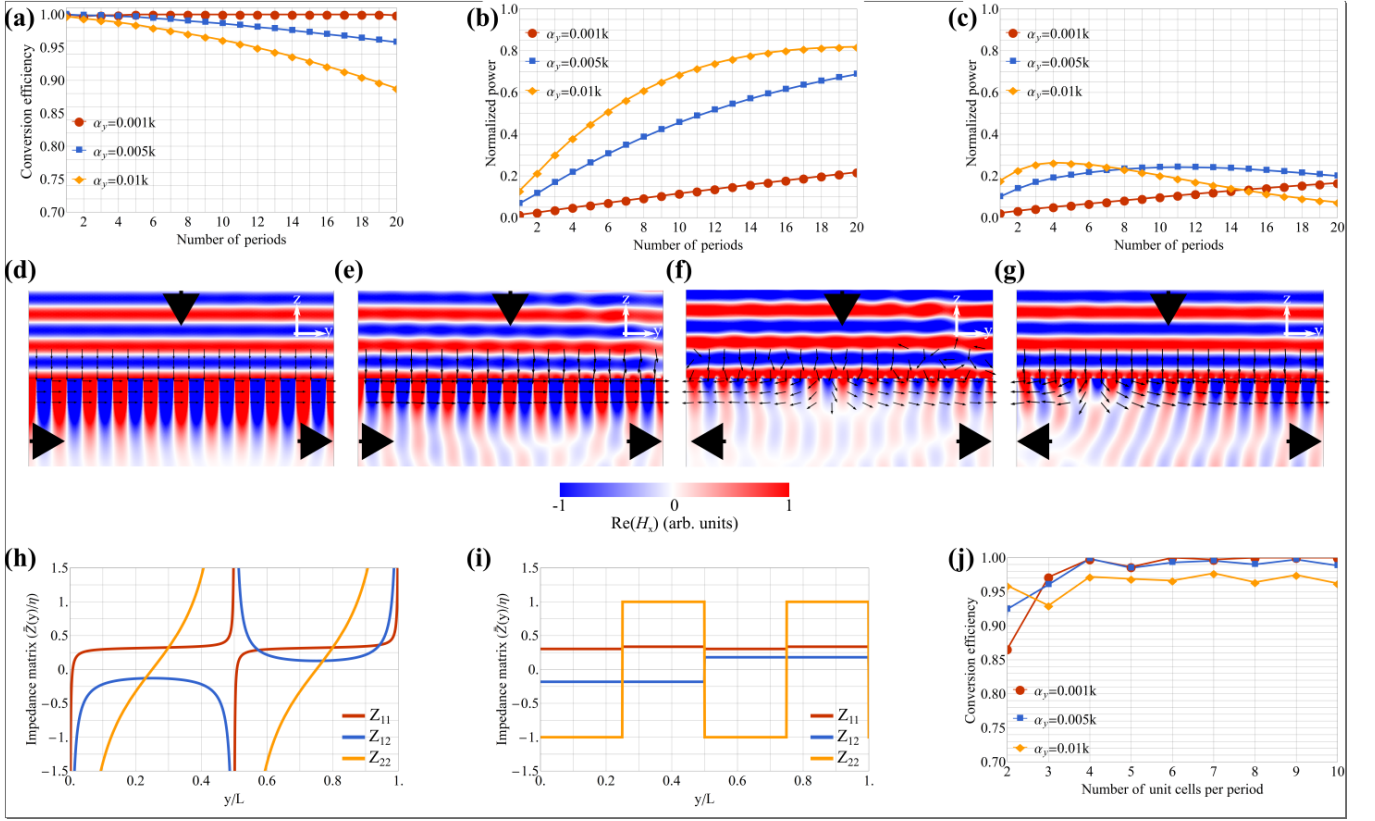 (a)
1.00
0.95
0.90
0.85
0.80
0.75
0.70
Conversion efficiency
αy=0.001k
αy=0.005k
αy=0.01k
2 4 6 8 10 12 14 16 18 20
Number of periods
(b)
1.0
0.8
0.6
0.4
0.2
0.0
Normalized power
αy=0.001k
αy=0.005k
αy=0.01k
2 4 6 8 10 12 14 16 18 20
Number of periods
(c)
1.0
0.8
0.6
0.4
0.2
0.0
Normalized power
αy=0.001k
αy=0.005k
αy=0.01k
2 4 6 8 10 12 14 16 18 20
Number of periods
(d)
z
y
(e)
z
y
(f)
z
y
(g)
z
y
-1 0 1
Re(Hx) (arb. units)
(h)
1.5
1.
0.5
0.
−0.5
−1.
−1.5
Impedance matrix (Z̄(y)/η)
Z11
Z12
Z22
0. 0.2 0.4 0.6 0.8 1.
y/L
(i)
1.5
1.
0.5
0.
−0.5
−1.
−1.5
Impedance matrix (Z̄(y)/η)
Z11
Z12
Z22
0. 0.2 0.4 0.6 0.8 1.
y/L
(j)
1.00
0.95
0.90
0.85
0.80
0.75
0.70
Conversion efficiency
αy=0.001k
αy=0.005k
αy=0.01k
2 3 4 5 6 7 8 9 10
Number of unit cells per period